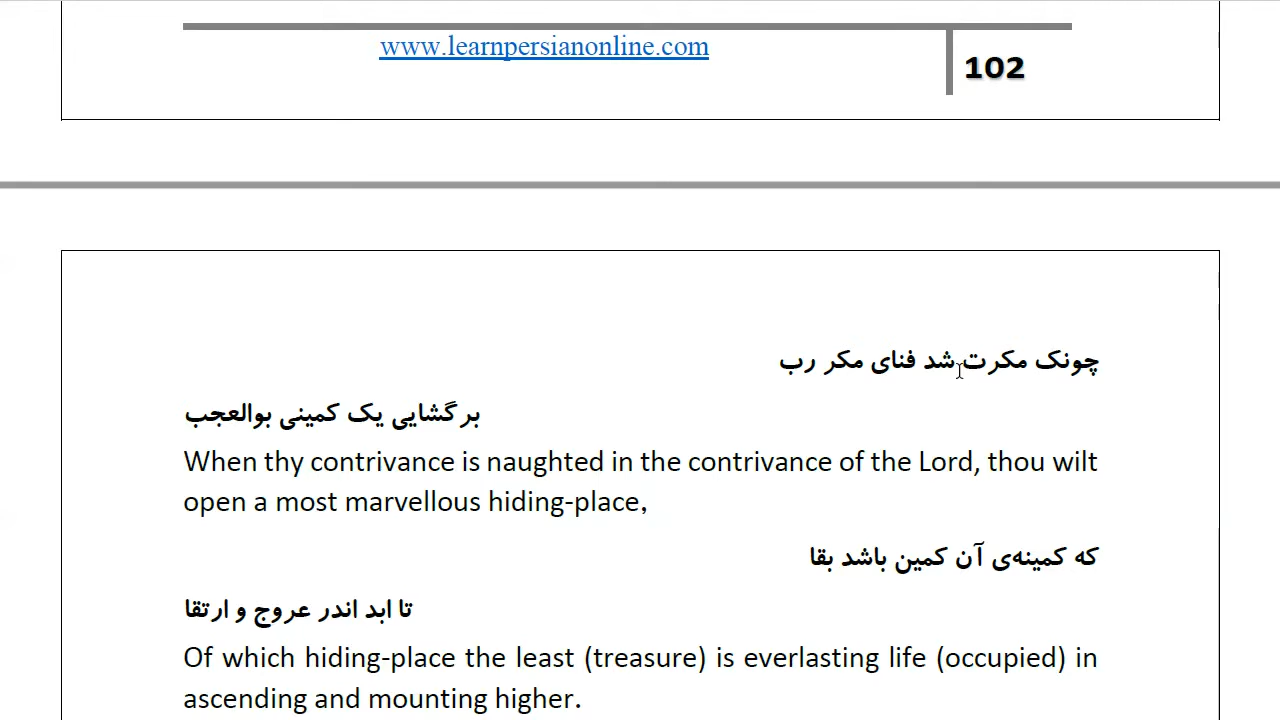 www.learnpersianonline.com
102
چونک مکرت شد فنای مکر رب
بر گشایی یک کمینی بوالعجب
When thy contrivance is naughted in the contrivance of the Lord, thou wilt
open a most marvellous hiding-place,
که کمینه‌ی آن کمین باشد بقا
تا ابد اندر عروج و ارتقا
Of which hiding-place the least (treasure) is everlasting life (occupied) in
ascending and mounting higher.